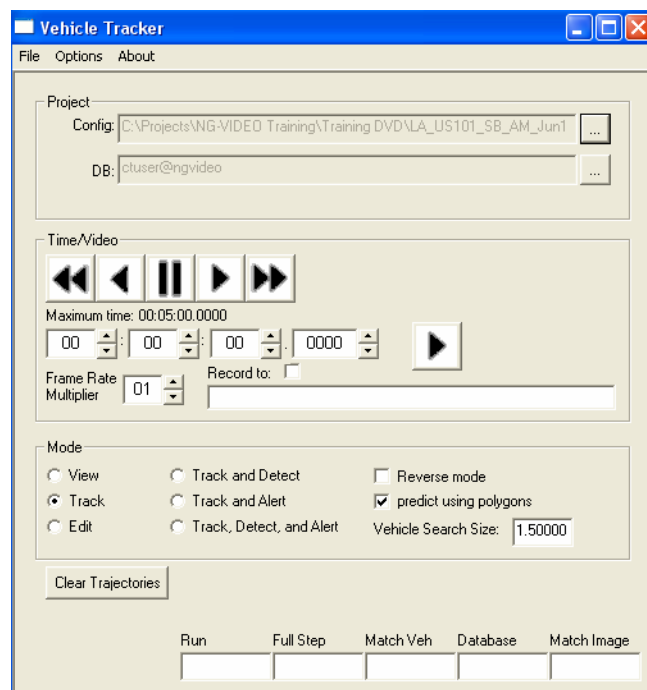 Vehicle Tracker
File Options About
Project
Config: C:\Projects\NG-VIDEO Training\Training DVD\LA_US101_SB_AM_Jun1 ...
DB: ctuser@ngvideo ...
Time/Video
Maximum time: 00:05:00.0000
00 : 00 : 00 . 0000
Frame Rate Multiplier 01 Record to:
Mode
View Track and Detect Reverse mode
Track Track and Alert predict using polygons
Edit Track, Detect, and Alert Vehicle Search Size: 1.50000
Clear Trajectories
Run Full Step Match Veh Database Match Image